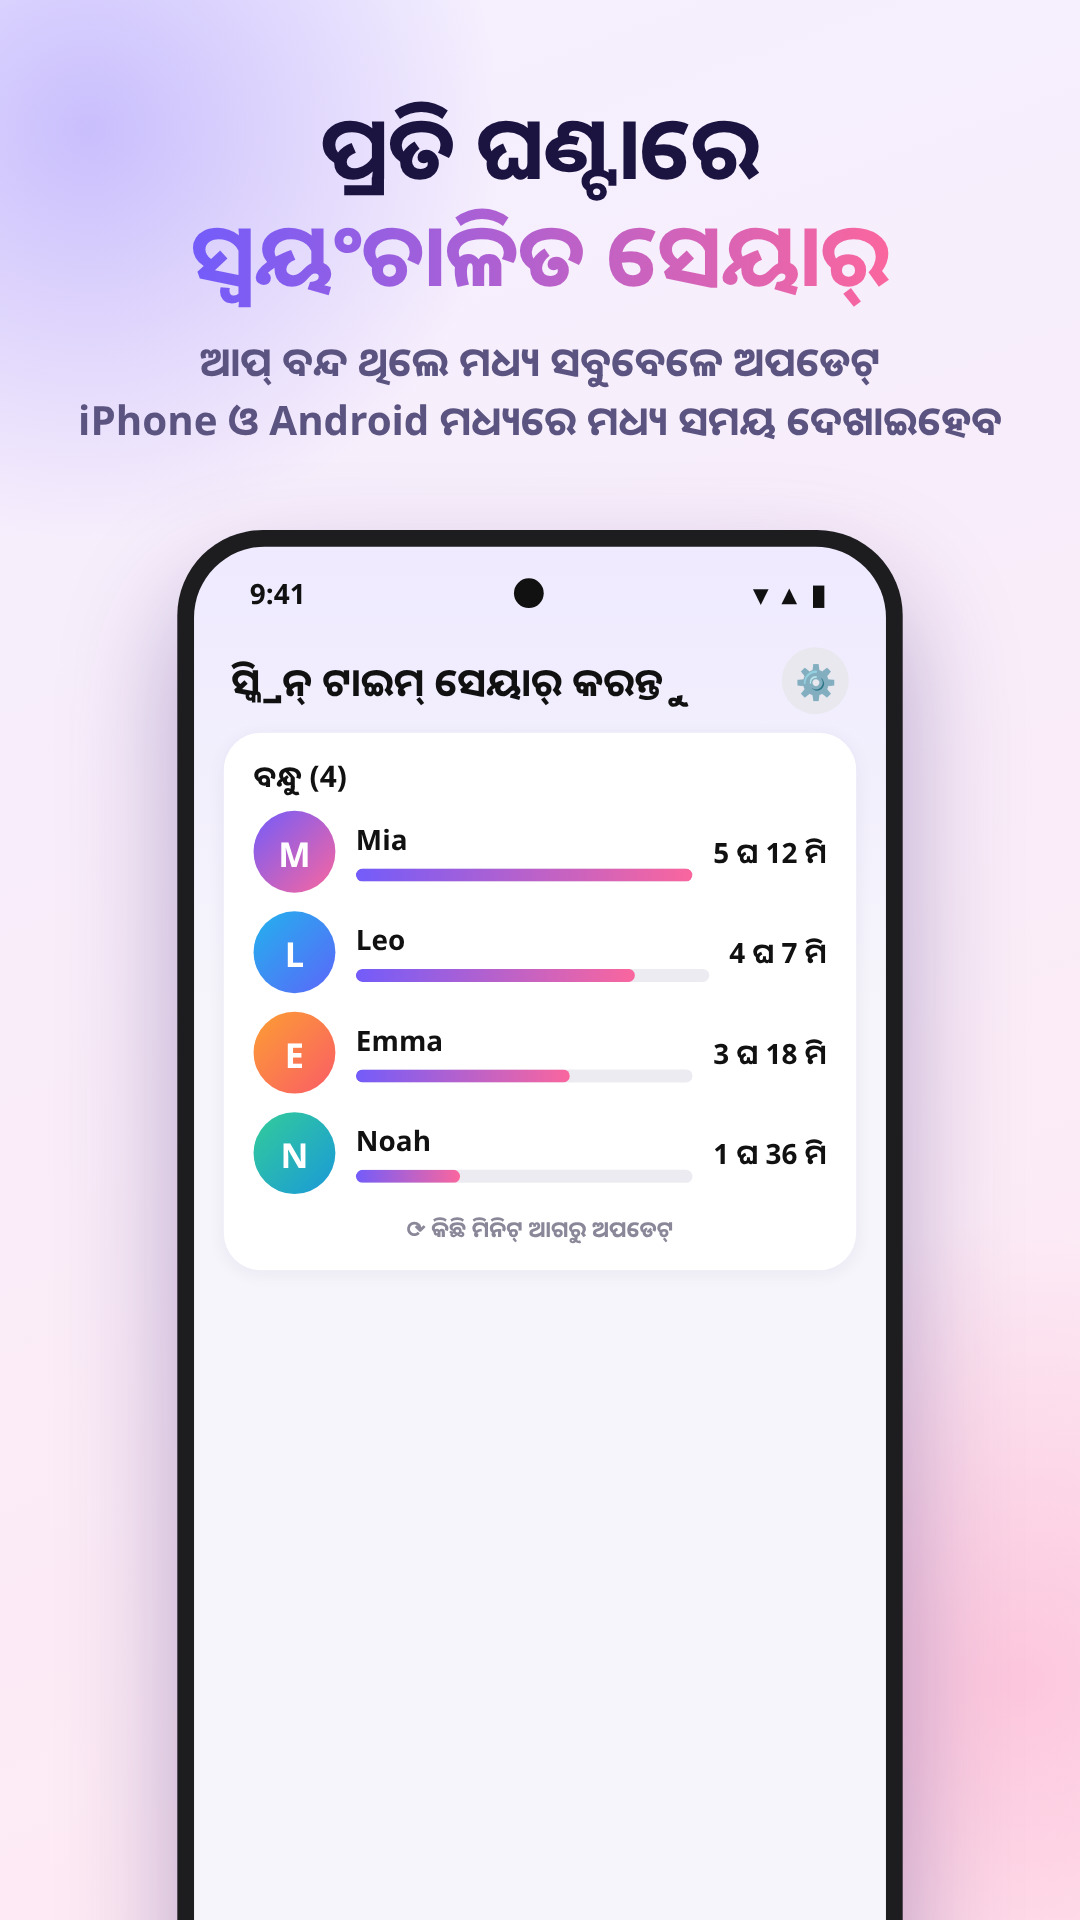 ପ୍ରତି ଘଣ୍ଟାରେ
ସ୍ୱୟଂଚାଳିତ ସେୟାର୍
ଆପ୍ ବନ୍ଦ ଥିଲେ ମଧ୍ୟ ସବୁବେଳେ ଅପଡେଟ୍
iPhone ଓ Android ମଧ୍ୟରେ ମଧ୍ୟ ସମୟ ଦେଖାଇହେବ
9:41
ସ୍କ୍ରିନ୍ ଟାଇମ୍ ସେୟାର୍ କରନ୍ତୁ
ବନ୍ଧୁ (4)
M Mia 5 ଘ 12 ମି
L Leo 4 ଘ 7 ମି
E Emma 3 ଘ 18 ମି
N Noah 1 ଘ 36 ମି
⟳ କିଛି ମିନିଟ୍ ଆଗରୁ ଅପଡେଟ୍